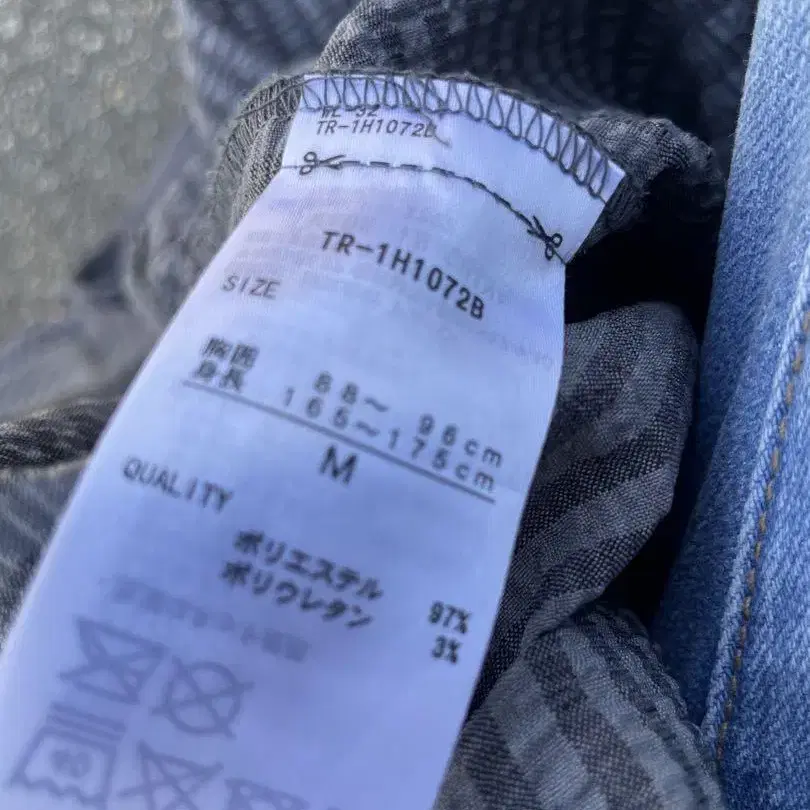 TR-1H1072B
TR-1H1072B
SIZE
胸囲 88～ 96cm
身長 165～175cm
M
QUALITY
ポリエステル 97%
ポリウレタン 3%